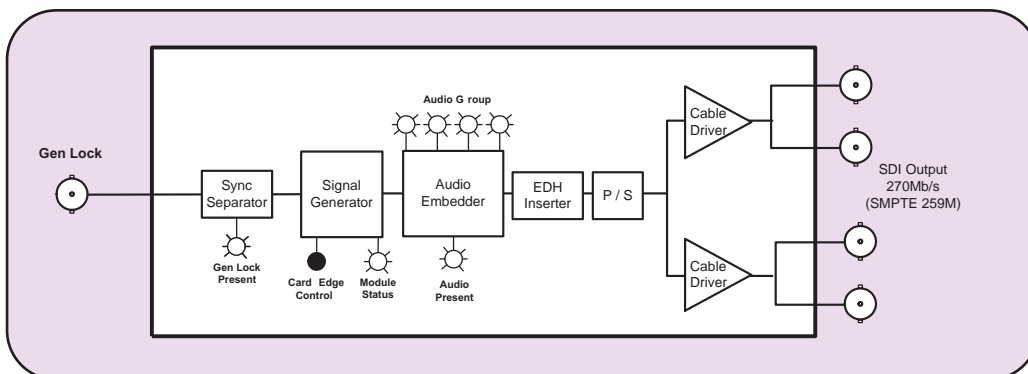 Audio G roup
Cable
Driver
Gen Lock
Sync
Separator
Signal
Generator
Audio
Embedder
EDH
Inserter
P / S
SDI Output
270Mb/s
(SMPTE 259M)
Gen Lock
Present
Card Edge
Control
Module
Status
Audio
Present
Cable
Driver